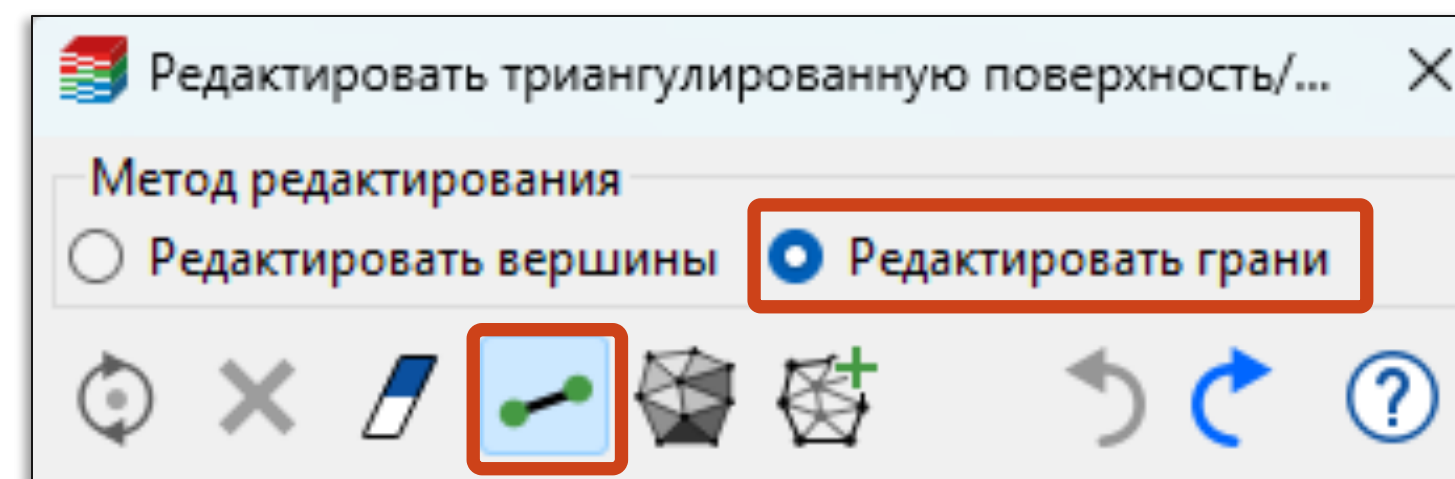 Редактировать триангулированную поверхность/...
Метод редактирования
Редактировать вершины Редактировать грани
?